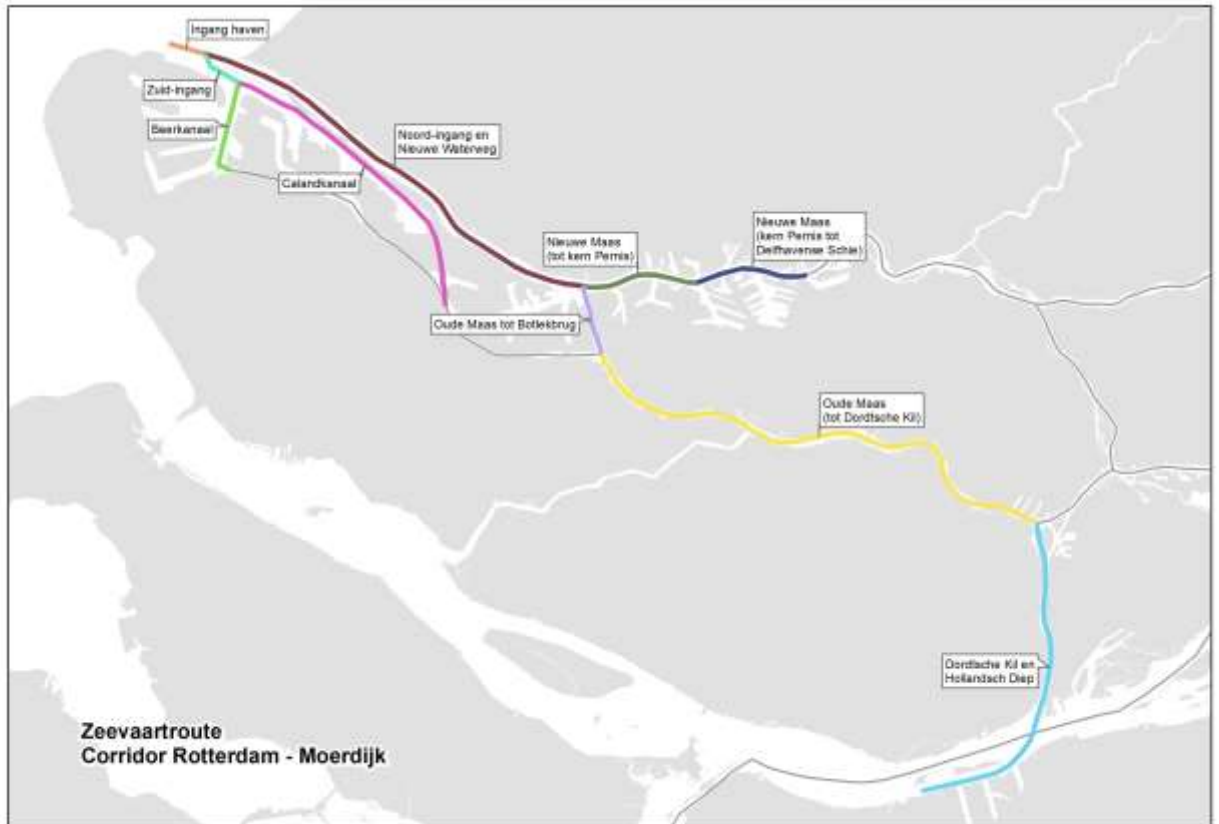 Ingang haven
Zuid-ingang
Beerkanaal
Noord-ingang en
Nieuwe Waterweg
Calandkanaal
Nieuwe Maas
(tot kern Pernis)
Nieuwe Maas
(kern Pernis tot
Delfhavense Schie)
Oude Maas tot Botlekbrug
Oude Maas
(tot Dordtsche Kil)
Dordtsche Kil en
Hollandsch Diep
Zeevaartroute
Corridor Rotterdam - Moerdijk